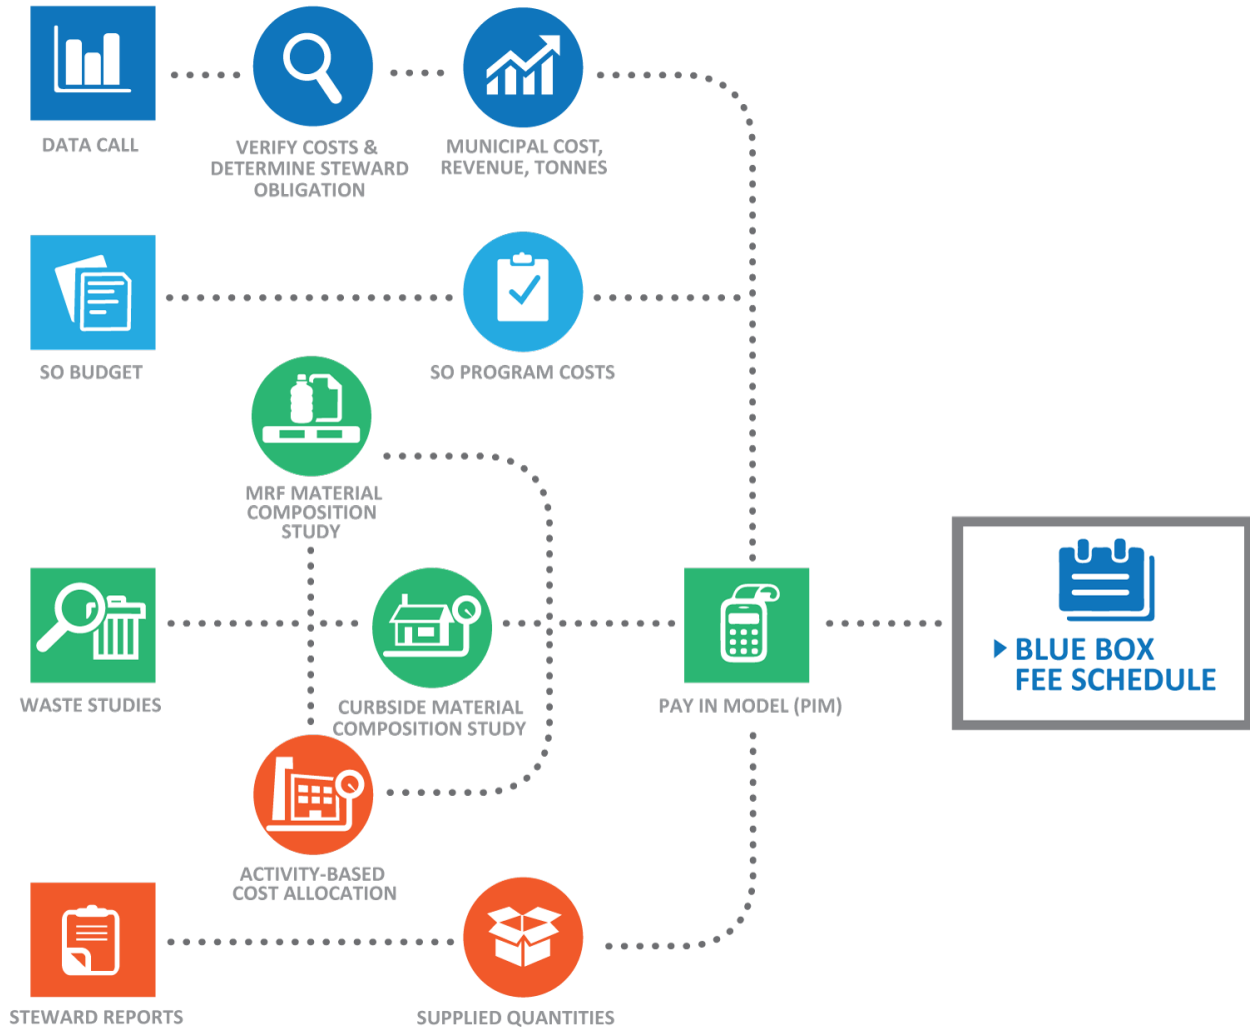 DATA CALL
VERIFY COSTS &
DETERMINE STEWARD
OBLIGATION
MUNICIPAL COST,
REVENUE, TONNES
SO BUDGET
SO PROGRAM COSTS
MRF MATERIAL
COMPOSITION
STUDY
WASTE STUDIES
CURBSIDE MATERIAL
COMPOSITION STUDY
PAY IN MODEL (PIM)
BLUE BOX
FEE SCHEDULE
ACTIVITY-BASED
COST ALLOCATION
STEWARD REPORTS
SUPPLIED QUANTITIES